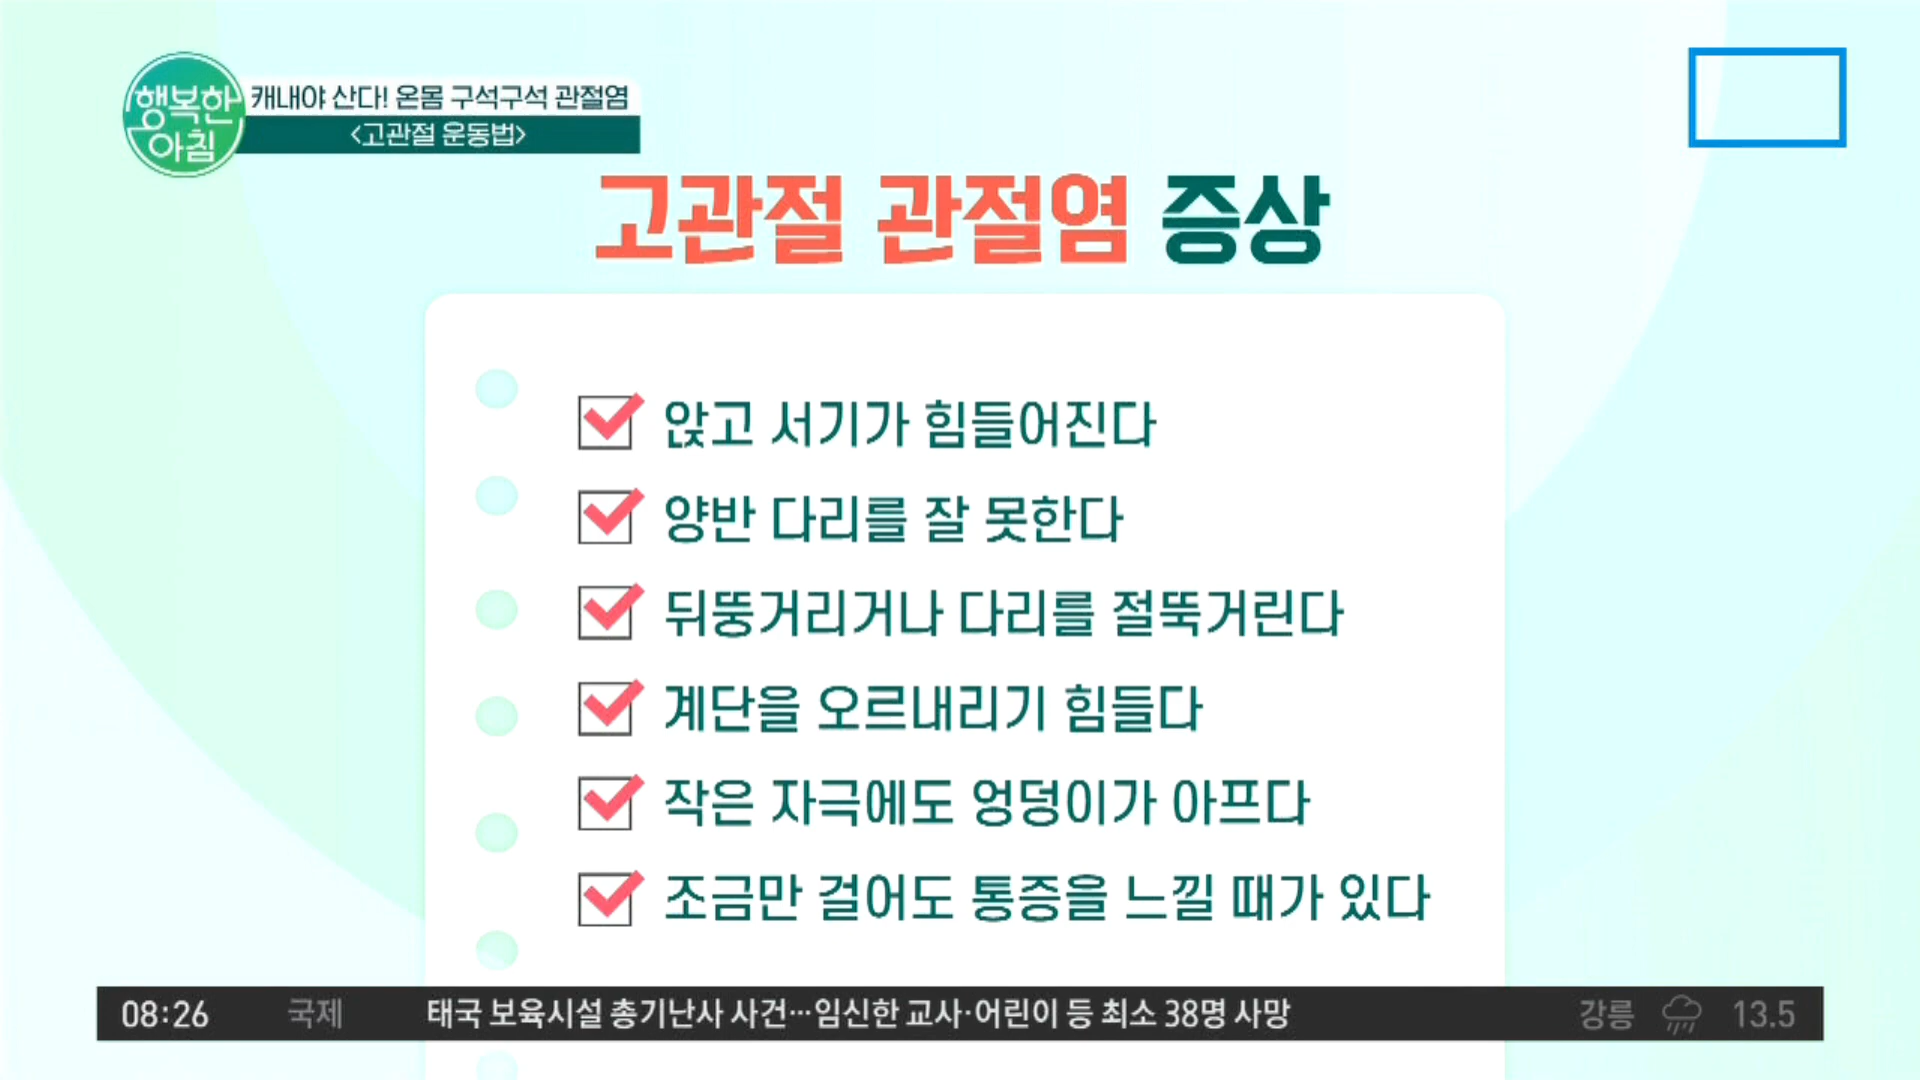 행복한
아침
캐내야 산다! 온몸 구석구석 관절염
<고관절 운동법>
고관절 관절염 증상
앉고 서기가 힘들어진다
양반 다리를 잘 못한다
뒤뚱거리거나 다리를 절뚝거린다
계단을 오르내리기 힘들다
작은 자극에도 엉덩이가 아프다
조금만 걸어도 통증을 느낄 때가 있다
08:26 국제 태국 보육시설 총기난사 사건…임신한 교사·어린이 등 최소 38명 사망 강릉 13.5